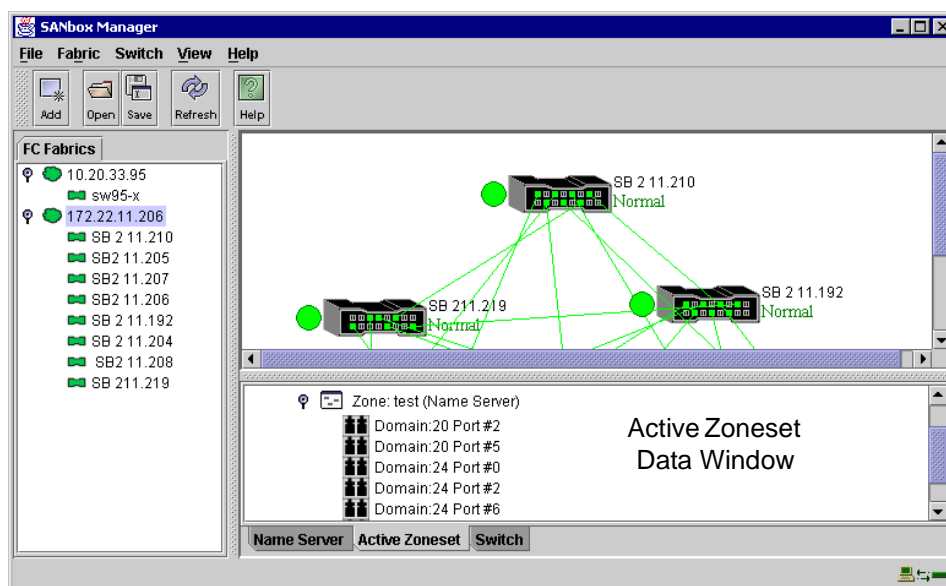 SANbox Manager
File Fabric Switch View Help
Add Open Save Refresh Help
FC Fabrics
10.20.33.95
sw95-x
172.22.11.206
SB 2 11.210
SB2 11.205
SB2 11.207
SB2 11.206
SB 2 11.192
SB 2 11.204
SB2 11.208
SB 211.219
SB 2 11.210
Normal
SB 211.219
Normal
SB 2 11.192
Normal
Zone: test (Name Server)
Domain:20 Port #2
Domain:20 Port #5
Domain:24 Port #0
Domain:24 Port #2
Domain:24 Port #6
Active Zoneset
Data Window
Name Server Active Zoneset Switch